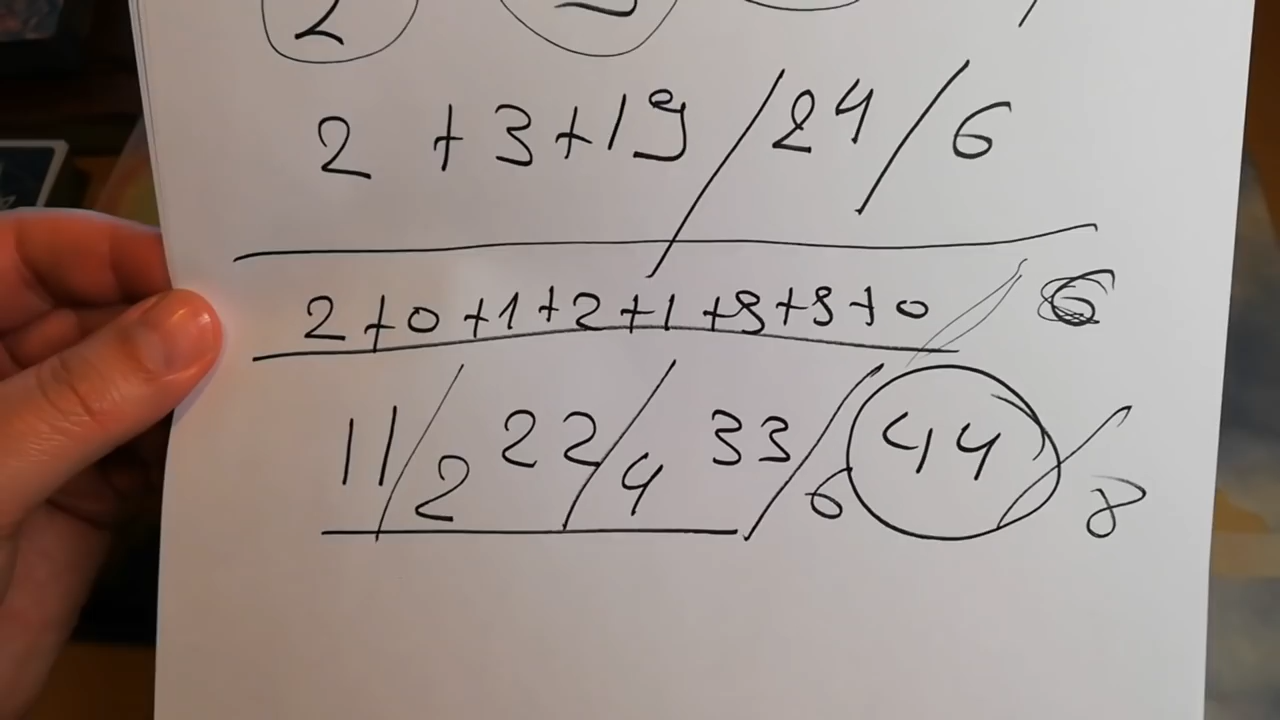 2
2 + 3 + 19 / 24 / 6
2 + 0 + 1 + 2 + 1 + 9 + 9 + 0 / 6
11/2 22/4 33/6 44/8